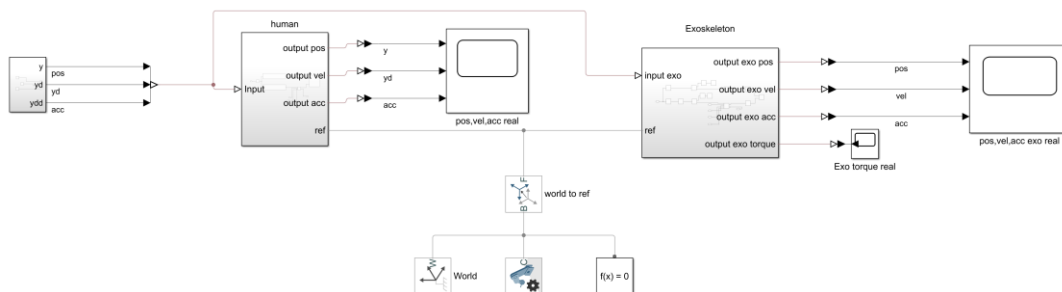 human
Exoskeleton
y
pos
yd
yd
ydd
acc
Input
output pos
output vel
output acc
ref
y
yd
acc
pos,vel,acc real
input exo
ref
output exo pos
output exo vel
output exo acc
output exo torque
pos
vel
acc
pos,vel,acc exo real
Exo torque real
F
B
world to ref
W
World
C
f(x) = 0